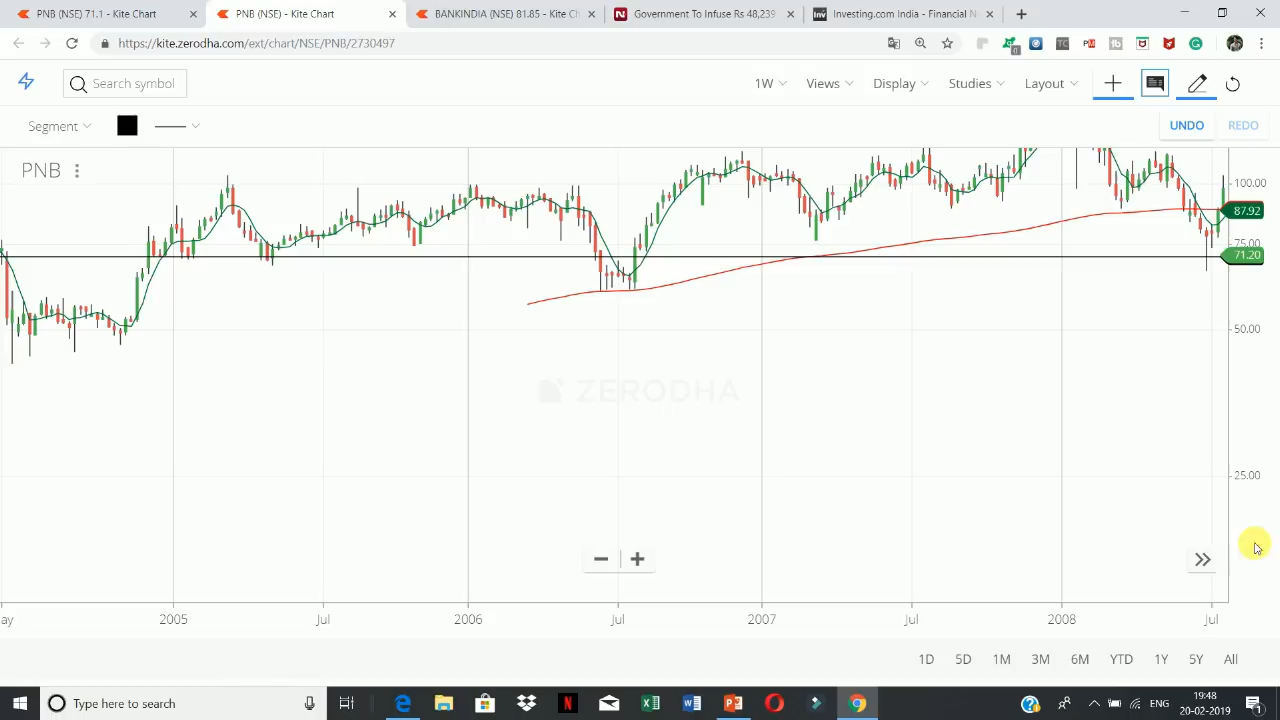 PNB (NSE) 71.1 - Kite Chart
PNB (NSE) - Kite Chart
BANKINDIA (NSE) 81.85 - Kite Ch
Government To Infuse Rs 48,239
Investing.com India - Financial N
https://kite.zerodha.com/ext/chart/NSE/PNB/2730497
Search symbol
1W
Views
Display
Studies
Layout
Segment
UNDO
REDO
PNB
100.00
87.92
75.00
71.20
50.00
ZERODHA
25.00
ay
2005
Jul
2006
Jul
2007
Jul
2008
Jul
1D 5D 1M 3M 6M YTD 1Y 5Y All
Type here to search
ENG
19:48
20-02-2019